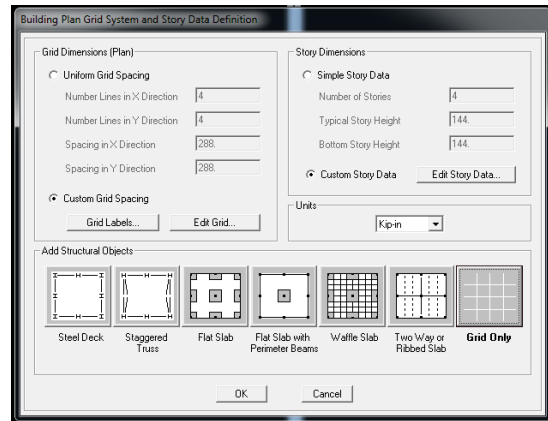 Building Plan Grid System and Story Data Definition
Grid Dimensions (Plan)
Uniform Grid Spacing
Number Lines in X Direction 4
Number Lines in Y Direction 4
Spacing in X Direction 288.
Spacing in Y Direction 288.
Custom Grid Spacing
Grid Labels... Edit Grid...
Story Dimensions
Simple Story Data
Number of Stories 4
Typical Story Height 144.
Bottom Story Height 144.
Custom Story Data Edit Story Data...
Units
Kip-in
Add Structural Objects
Steel Deck
Staggered
Truss
Flat Slab
Flat Slab with
Perimeter Beams
Waffle Slab
Two Way or
Ribbed Slab
Grid Only
OK Cancel